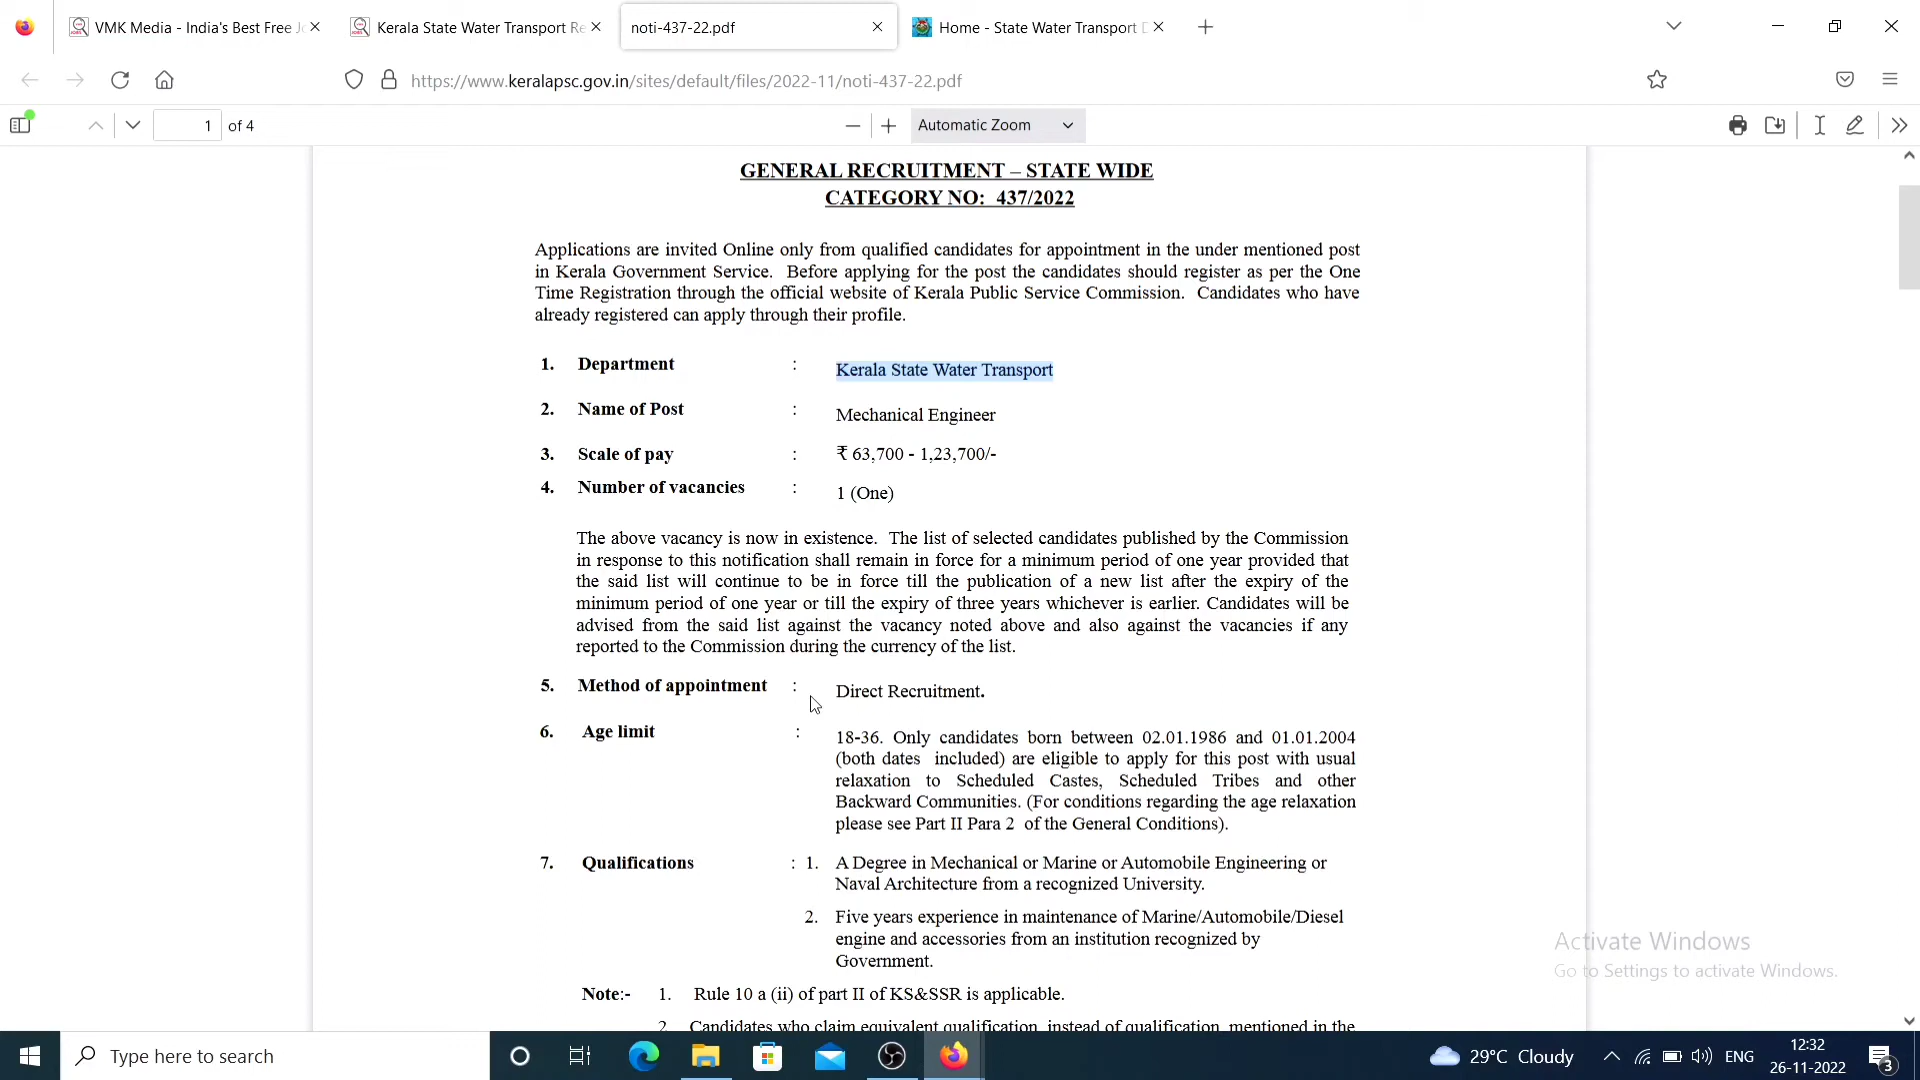 VMK Media - India's Best Free Jo
Kerala State Water Transport Re
noti-437-22.pdf
Home - State Water Transport D
https://www.keralapsc.gov.in/sites/default/files/2022-11/noti-437-22.pdf
1 of 4
Automatic Zoom
GENERAL RECRUITMENT – STATE WIDE
CATEGORY NO: 437/2022
Applications are invited Online only from qualified candidates for appointment in the under mentioned post
in Kerala Government Service. Before applying for the post the candidates should register as per the One
Time Registration through the official website of Kerala Public Service Commission. Candidates who have
already registered can apply through their profile.
1. Department : Kerala State Water Transport
2. Name of Post : Mechanical Engineer
3. Scale of pay : ₹ 63,700 - 1,23,700/-
4. Number of vacancies : 1 (One)
The above vacancy is now in existence. The list of selected candidates published by the Commission
in response to this notification shall remain in force for a minimum period of one year provided that
the said list will continue to be in force till the publication of a new list after the expiry of the
minimum period of one year or till the expiry of three years whichever is earlier. Candidates will be
advised from the said list against the vacancy noted above and also against the vacancies if any
reported to the Commission during the currency of the list.
5. Method of appointment : Direct Recruitment.
6. Age limit : 18-36. Only candidates born between 02.01.1986 and 01.01.2004
(both dates included) are eligible to apply for this post with usual
relaxation to Scheduled Castes, Scheduled Tribes and other
Backward Communities. (For conditions regarding the age relaxation
please see Part II Para 2 of the General Conditions).
7. Qualifications : 1. A Degree in Mechanical or Marine or Automobile Engineering or
Naval Architecture from a recognized University.
2. Five years experience in maintenance of Marine/Automobile/Diesel
engine and accessories from an institution recognized by
Government.
Note:- 1. Rule 10 a (ii) of part II of KS&SSR is applicable.
2. Candidates who claim equivalent qualification instead of qualification mentioned in the
Activate Windows
Go to Settings to activate Windows.
Type here to search
29°C Cloudy
ENG
12:32
26-11-2022
3